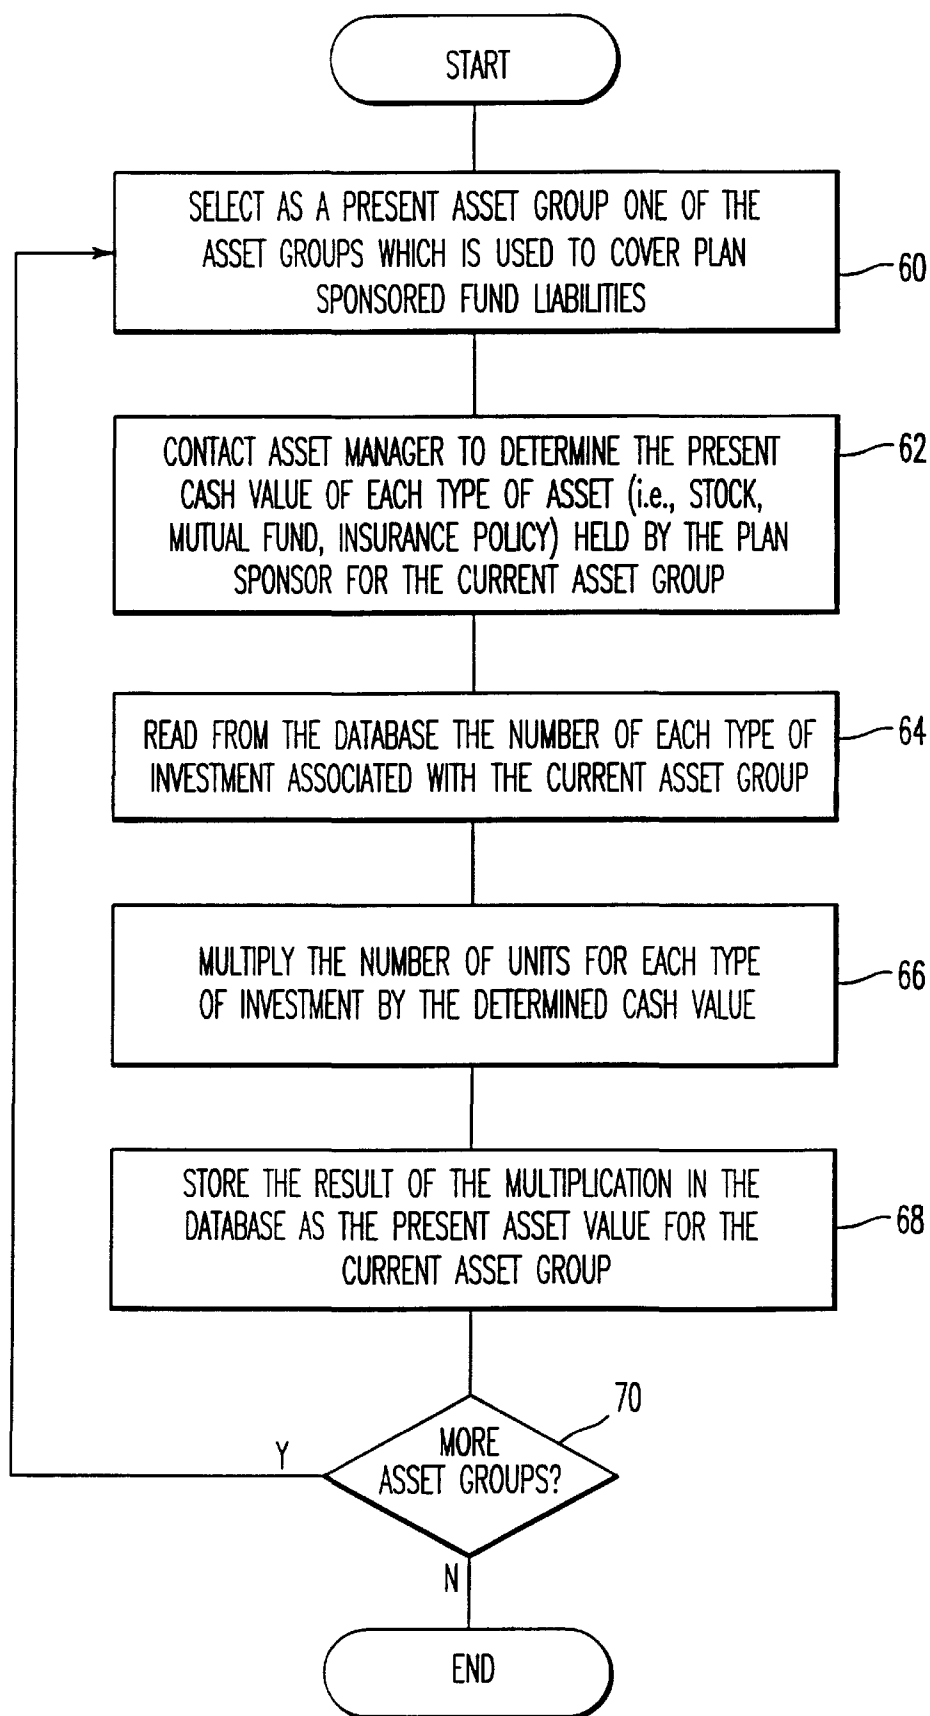 START
SELECT AS A PRESENT ASSET GROUP ONE OF THE
ASSET GROUPS WHICH IS USED TO COVER PLAN
SPONSORED FUND LIABILITIES
60
CONTACT ASSET MANAGER TO DETERMINE THE PRESENT
CASH VALUE OF EACH TYPE OF ASSET (i.e., STOCK,
MUTUAL FUND, INSURANCE POLICY) HELD BY THE PLAN
SPONSOR FOR THE CURRENT ASSET GROUP
62
READ FROM THE DATABASE THE NUMBER OF EACH TYPE OF
INVESTMENT ASSOCIATED WITH THE CURRENT ASSET GROUP
64
MULTIPLY THE NUMBER OF UNITS FOR EACH TYPE
OF INVESTMENT BY THE DETERMINED CASH VALUE
66
STORE THE RESULT OF THE MULTIPLICATION IN THE
DATABASE AS THE PRESENT ASSET VALUE FOR THE
CURRENT ASSET GROUP
68
70
MORE
ASSET GROUPS?
Y
N
END